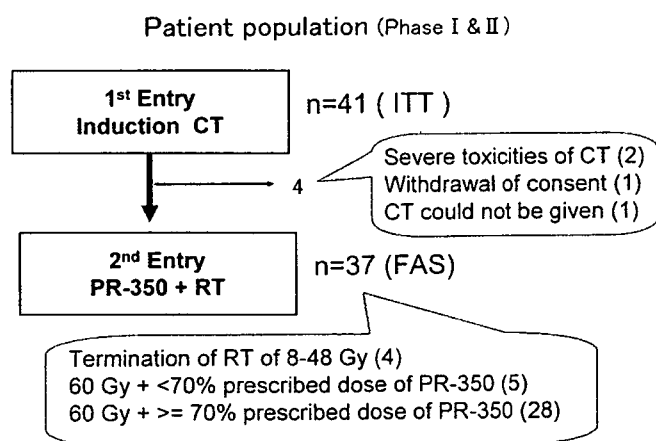 Patient population (Phase Ⅰ & Ⅱ)
1st Entry
Induction CT
n=41 ( ITT )
4
Severe toxicities of CT (2)
Withdrawal of consent (1)
CT could not be given (1)
2nd Entry
PR-350 + RT
n=37 (FAS)
Termination of RT of 8-48 Gy (4)
60 Gy + <70% prescribed dose of PR-350 (5)
60 Gy + >= 70% prescribed dose of PR-350 (28)